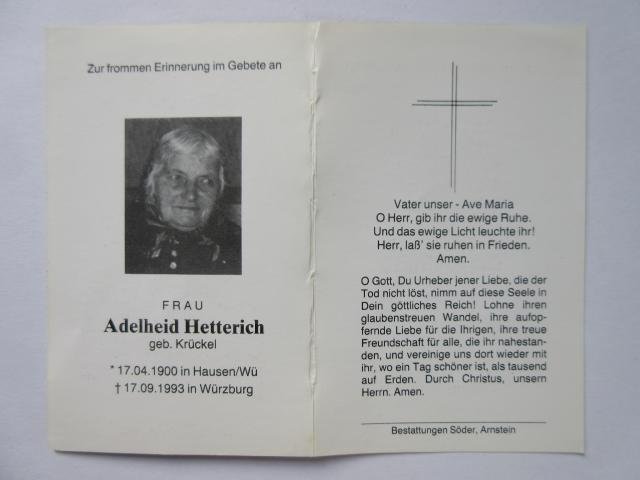 Zur frommen Erinnerung im Gebete an
FRAU
Adelheid Hetterich
geb. Krückel
* 17.04.1900 in Hausen/Wü
† 17.09.1993 in Würzburg
Vater unser - Ave Maria
O Herr, gib ihr die ewige Ruhe.
Und das ewige Licht leuchte ihr!
Herr, laß' sie ruhen in Frieden.
Amen.
O Gott, Du Urheber jener Liebe, die der
Tod nicht löst, nimm auf diese Seele in
Dein göttliches Reich! Lohne ihren
glaubenstreuen Wandel, ihre aufop-
fernde Liebe für die Ihrigen, ihre treue
Freundschaft für alle, die ihr nahestan-
den, und vereinige uns dort wieder mit
ihr, wo ein Tag schöner ist, als tausend
auf Erden. Durch Christus, unsern
Herrn. Amen.
Bestattungen Söder, Arnstein